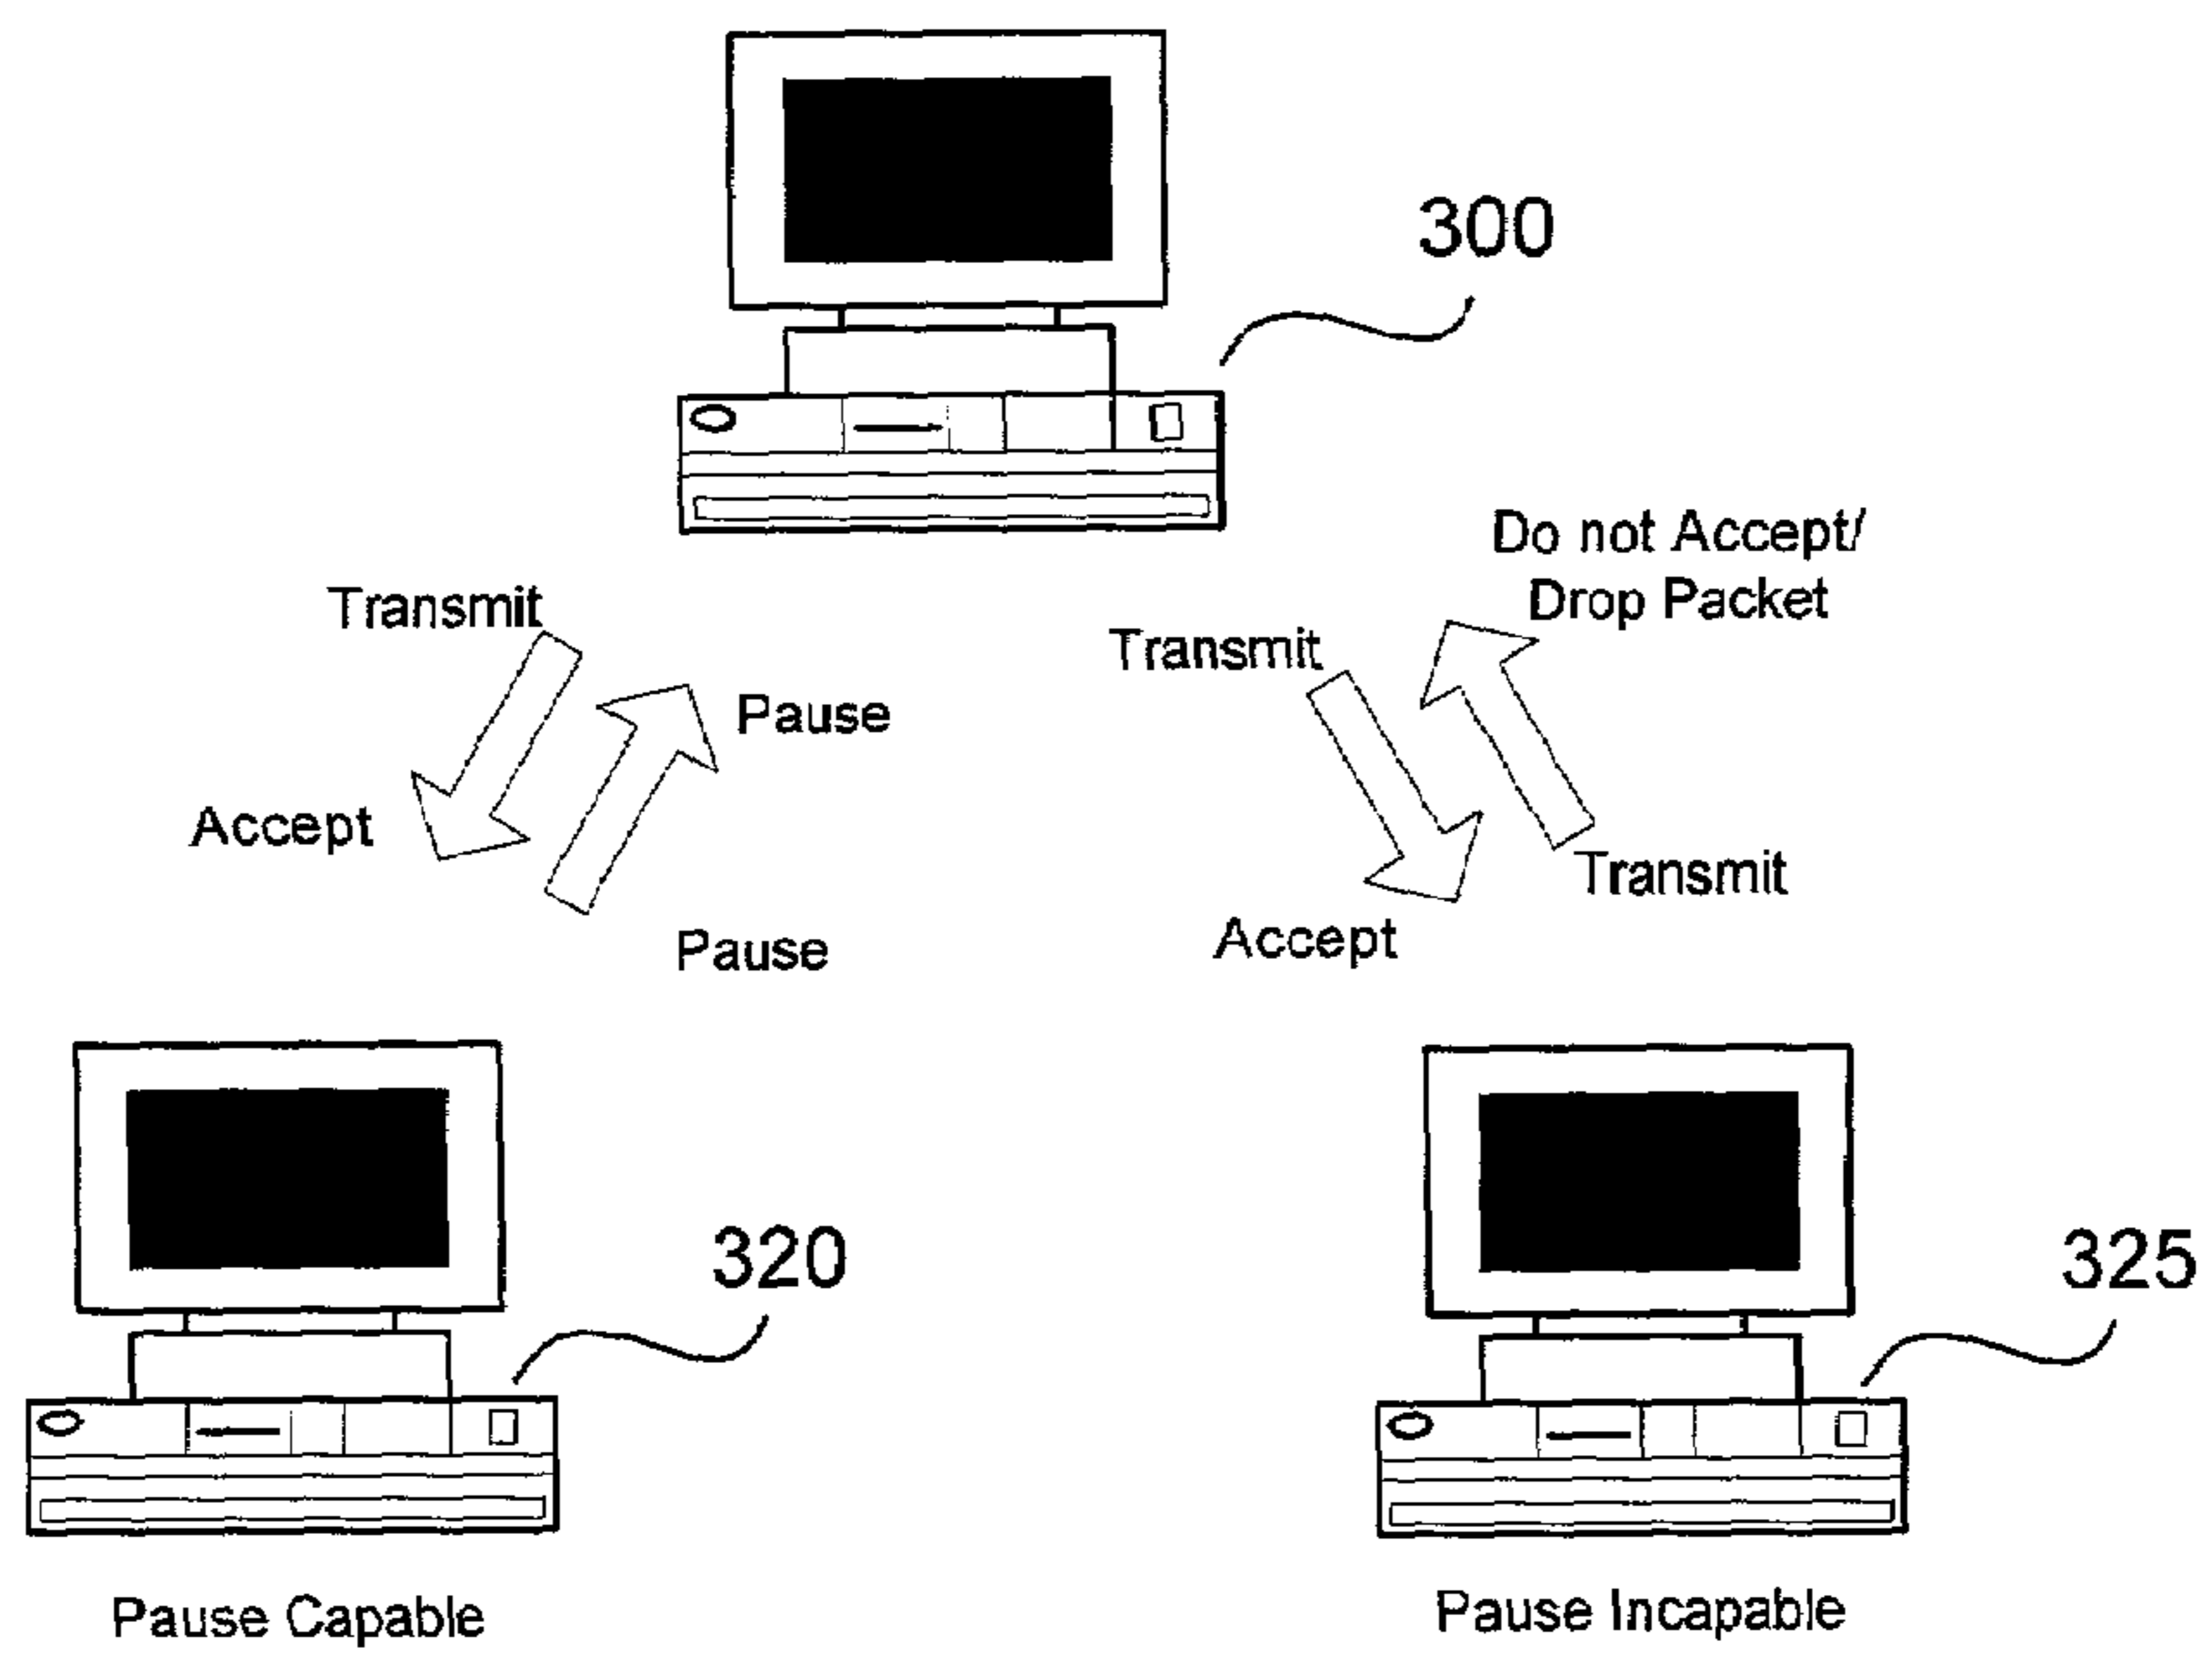 300
Do not Accept/
Drop Packet
Transmit
Transmit
Pause
Accept
Transmit
Accept
Pause
320
325
Pause Capable
Pause Incapable